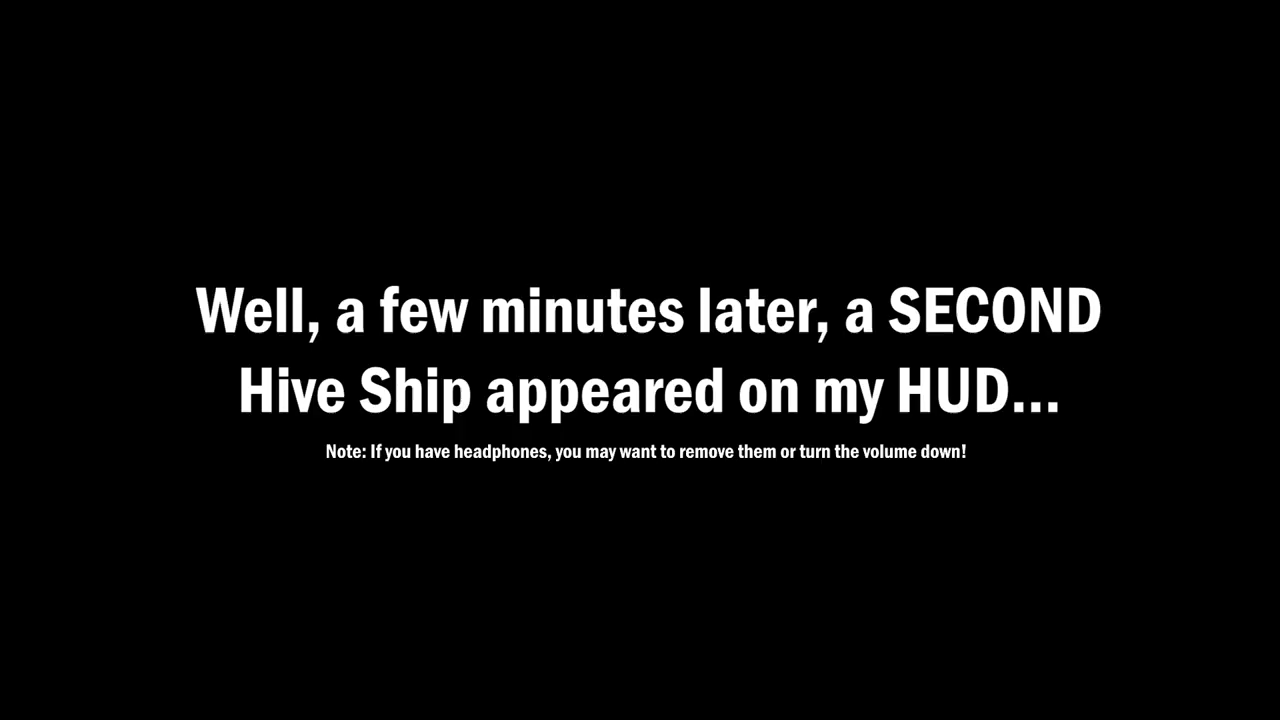 Well, a few minutes later, a SECOND
Hive Ship appeared on my HUD...
Note: If you have headphones, you may want to remove them or turn the volume down!